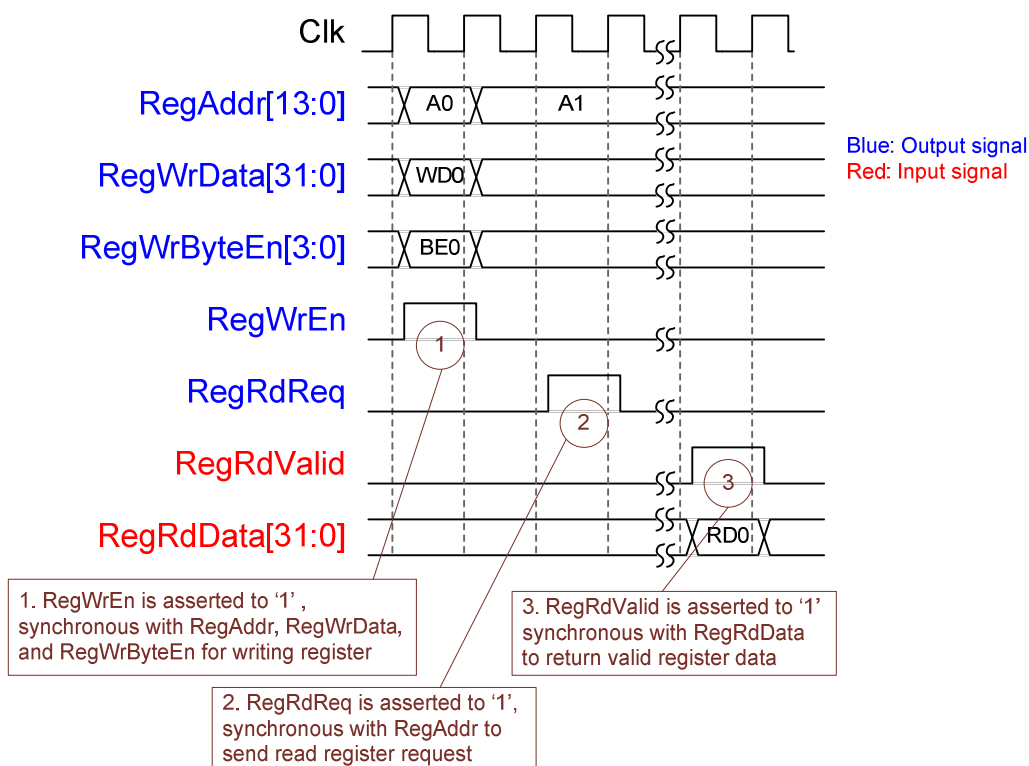 Clk
RegAddr[13:0]
A0
A1
Blue: Output signal
Red: Input signal
RegWrData[31:0]
WD0
RegWrByteEn[3:0]
BE0
RegWrEn
1
RegRdReq
2
RegRdValid
3
RegRdData[31:0]
RD0
1. RegWrEn is asserted to ‘1’ ,
synchronous with RegAddr, RegWrData,
and RegWrByteEn for writing register
3. RegRdValid is asserted to ‘1’
synchronous with RegRdData
to return valid register data
2. RegRdReq is asserted to ‘1’,
synchronous with RegAddr to
send read register request